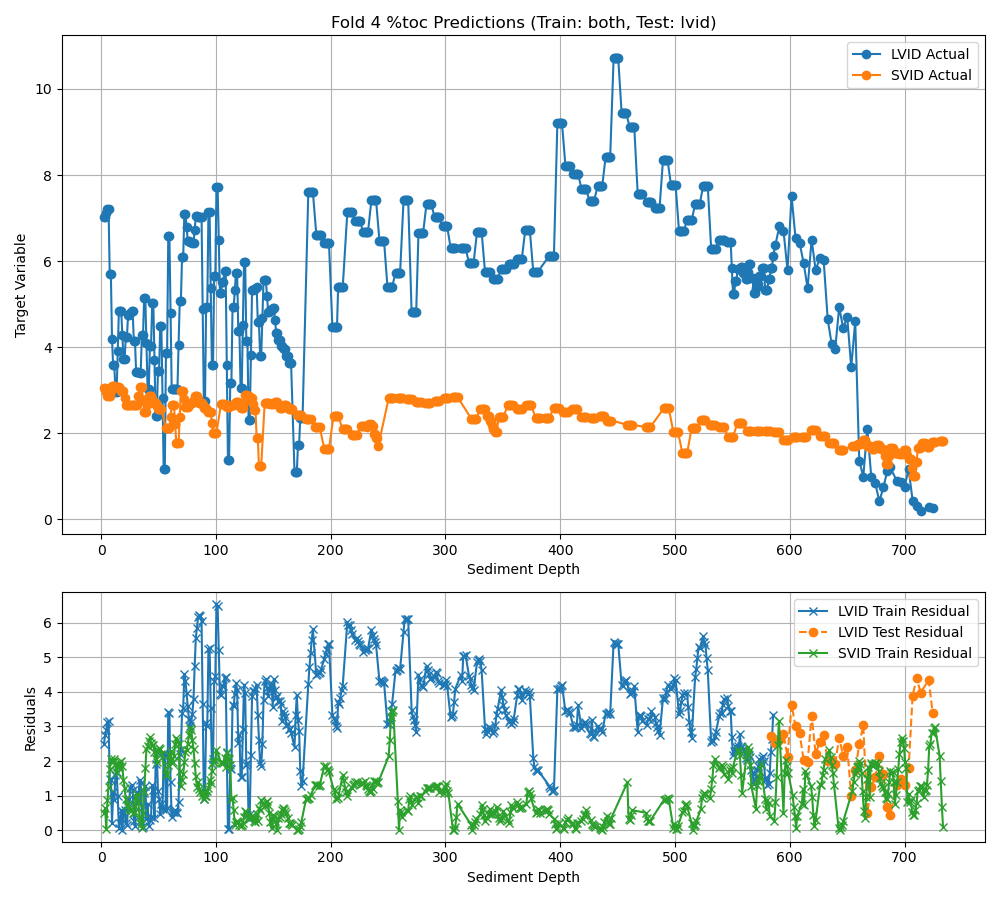 Fold 4 %toc Predictions (Train: both, Test: lvid)
LVID Actual
SVID Actual
Target Variable
10
8
6
4
2
0
0 100 200 300 400 500 600 700
Sediment Depth
LVID Train Residual
LVID Test Residual
SVID Train Residual
Residuals
6
5
4
3
2
1
0
0 100 200 300 400 500 600 700
Sediment Depth